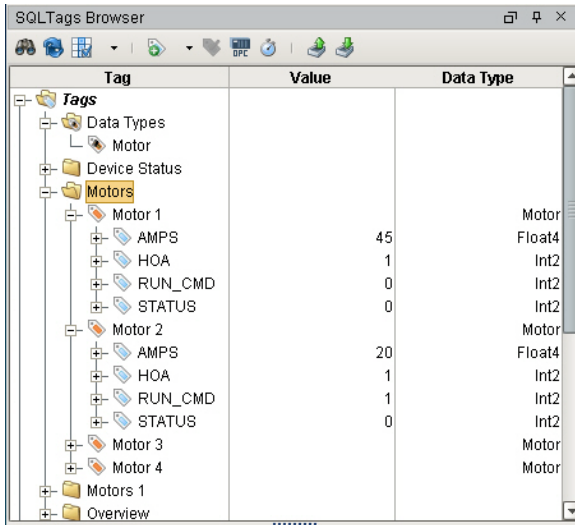 SQLTags Browser
OPC
Tag Value Data Type
Tags
Data Types
Motor
Device Status
Motors
Motor 1 Motor
AMPS 45 Float4
HOA 1 Int2
RUN_CMD 0 Int2
STATUS 0 Int2
Motor 2 Motor
AMPS 20 Float4
HOA 1 Int2
RUN_CMD 1 Int2
STATUS 0 Int2
Motor 3 Motor
Motor 4 Motor
Motors 1
Overview